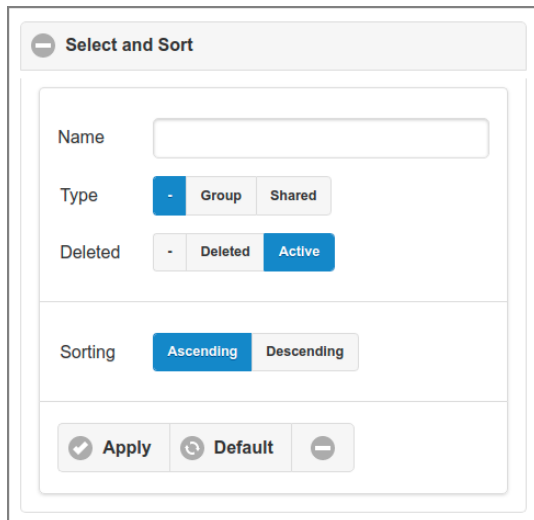 Select and Sort
Name
Type - Group Shared
Deleted - Deleted Active
Sorting Ascending Descending
Apply Default